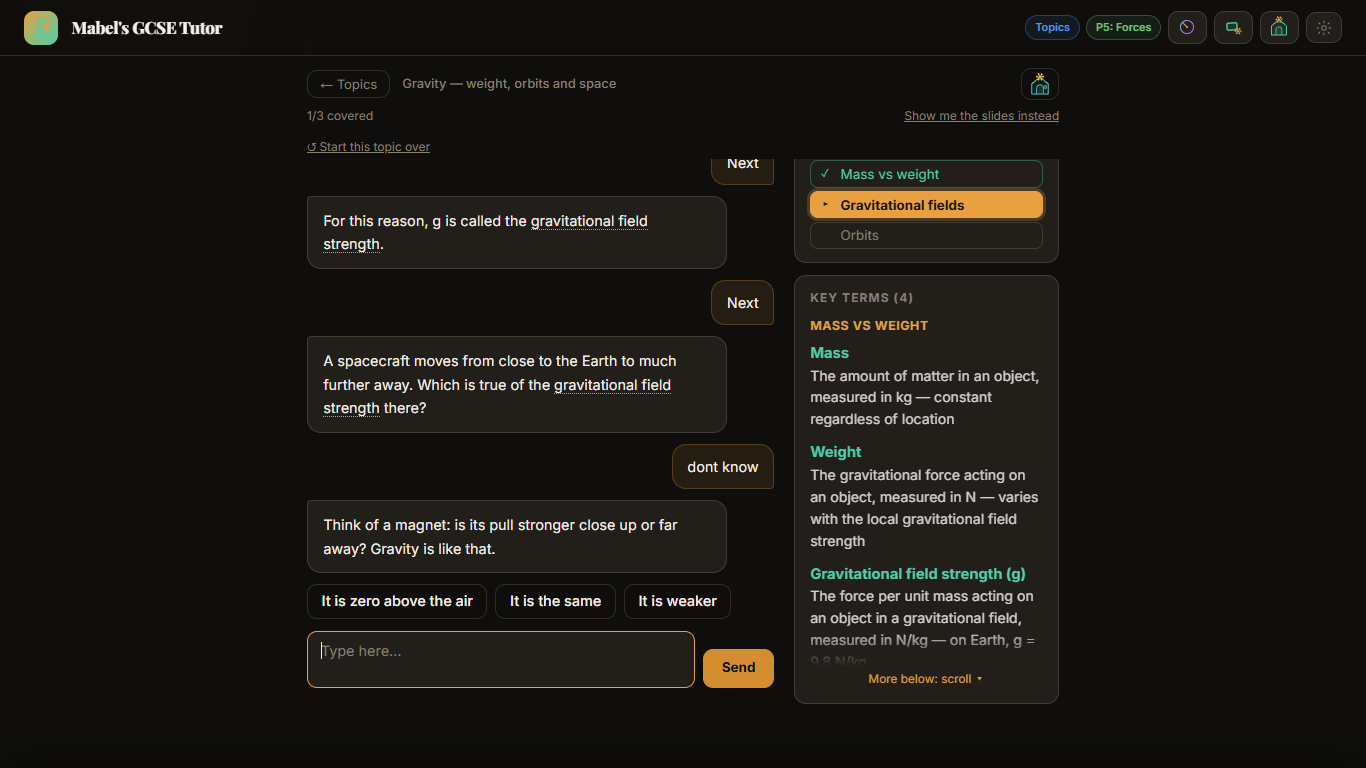 Mabel's GCSE Tutor
Topics
P5: Forces
← Topics
Gravity — weight, orbits and space
1/3 covered
Show me the slides instead
↺ Start this topic over
Next
For this reason, g is called the gravitational field
strength.
Next
A spacecraft moves from close to the Earth to much
further away. Which is true of the gravitational field
strength there?
dont know
Think of a magnet: is its pull stronger close up or far
away? Gravity is like that.
It is zero above the air
It is the same
It is weaker
Type here...
Send
✓ Mass vs weight
‣ Gravitational fields
Orbits
KEY TERMS (4)
MASS VS WEIGHT
Mass
The amount of matter in an object,
measured in kg — constant
regardless of location
Weight
The gravitational force acting on
an object, measured in N — varies
with the local gravitational field
strength
Gravitational field strength (g)
The force per unit mass acting on
an object in a gravitational field,
measured in N/kg — on Earth, g =
9.8 N/kg
More below: scroll ▾